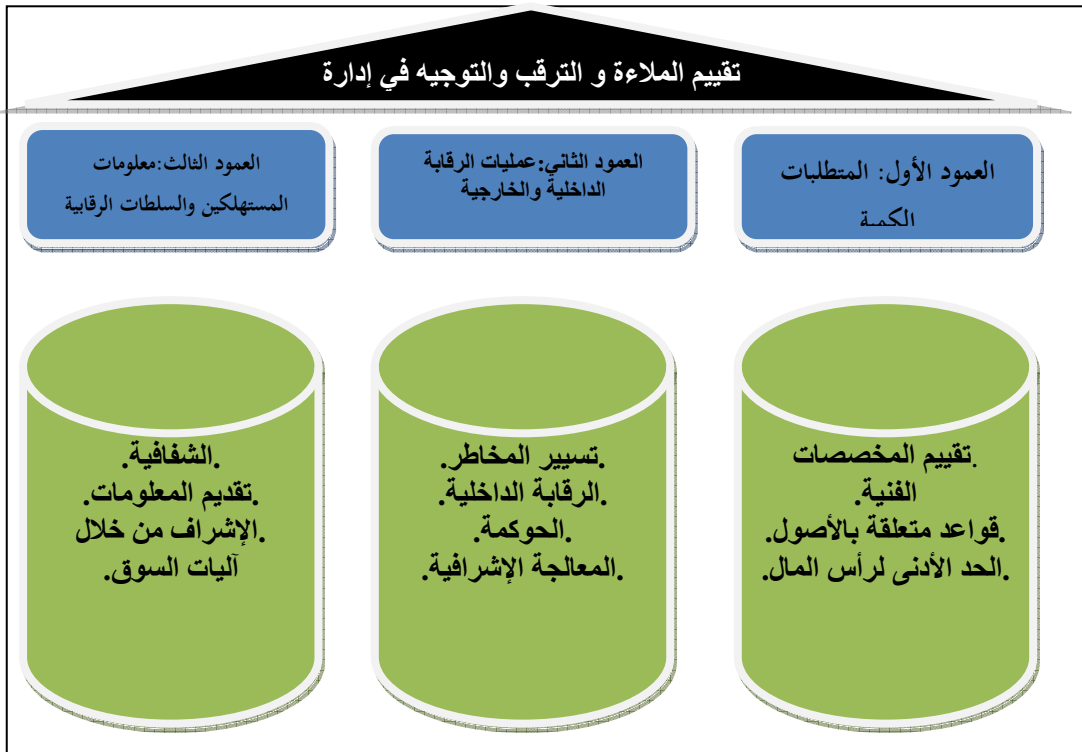 تقييم الملاءة و الترقب والتوجيه في إدارة
العمود الأول: المتطلبات
الكمية
العمود الثاني:عمليات الرقابة
الداخلية والخارجية
العمود الثالث:معلومات
المستهلكين والسلطات الرقابية
.تقييم المخصصات
الفنية.
.قواعد متعلقة بالأصول.
.الحد الأدنى لرأس المال.
.تسيير المخاطر.
.الرقابة الداخلية.
.الحوكمة.
.المعالجة الإشرافية.
.الشفافية.
.تقديم المعلومات.
.الإشراف من خلال
آليات السوق.